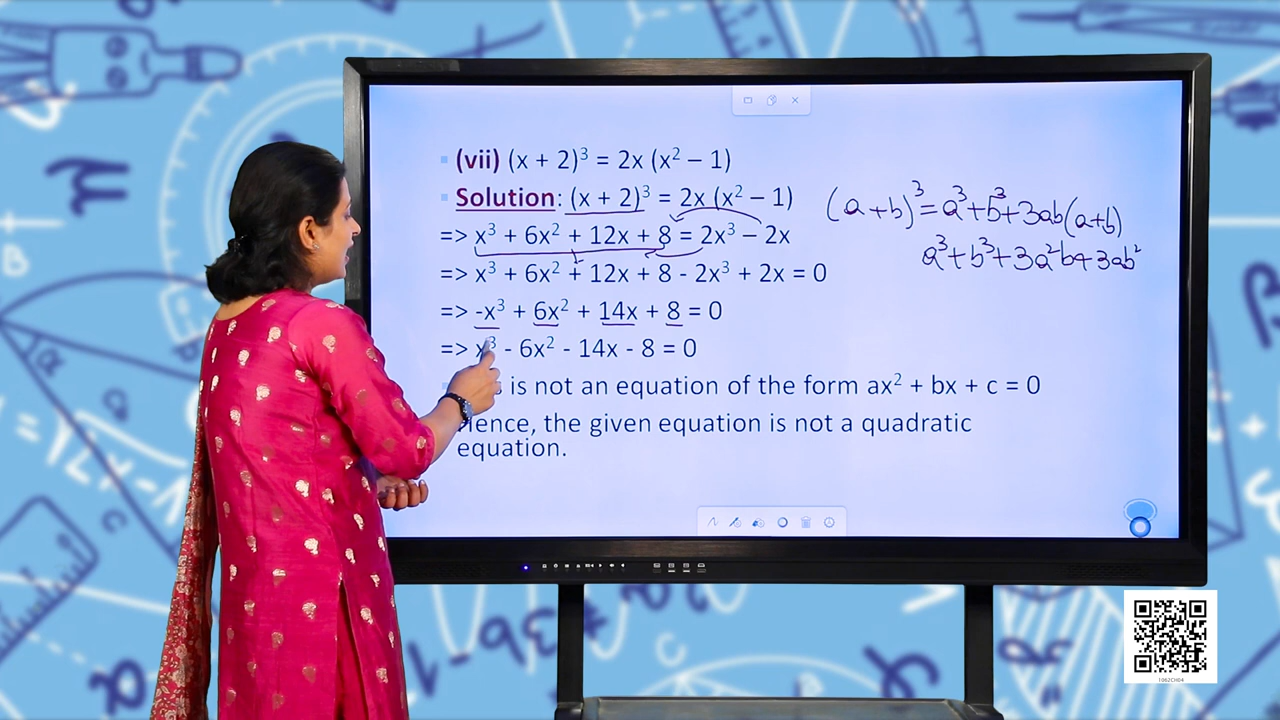 (vii) (x + 2)³ = 2x (x² – 1)
Solution: (x + 2)³ = 2x (x² – 1)
=> x³ + 6x² + 12x + 8 = 2x³ – 2x
=> x³ + 6x² + 12x + 8 - 2x³ + 2x = 0
=> -x³ + 6x² + 14x + 8 = 0
=> x³ - 6x² - 14x - 8 = 0
is not an equation of the form ax² + bx + c = 0
Hence, the given equation is not a quadratic
equation.
(a+b)³ = a³+b³+3ab(a+b)
a³+b³+3a²b+3ab²
1062CH04